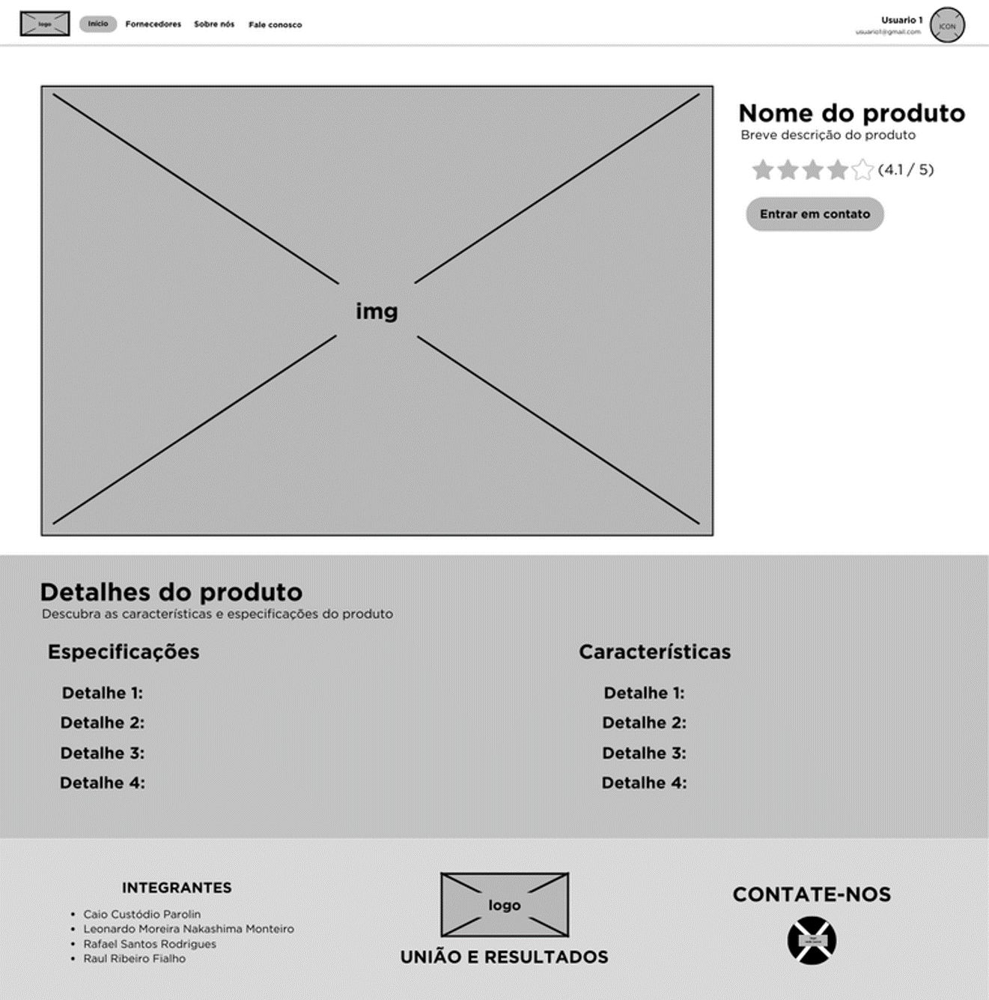 logo
Início
Fornecedores
Sobre nós
Fale conosco
Usuario 1
usuario1@gmail.com
ICON
img
Nome do produto
Breve descrição do produto
(4.1 / 5)
Entrar em contato
Detalhes do produto
Descubra as características e especificações do produto
Especificações
Detalhe 1:
Detalhe 2:
Detalhe 3:
Detalhe 4:
Características
Detalhe 1:
Detalhe 2:
Detalhe 3:
Detalhe 4:
INTEGRANTES
• Caio Custódio Parolin
• Leonardo Moreira Nakashima Monteiro
• Rafael Santos Rodrigues
• Raul Ribeiro Fialho
logo
UNIÃO E RESULTADOS
CONTATE-NOS